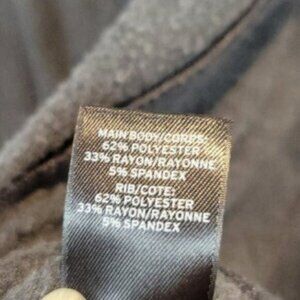 MAIN BODY/CORPS:
62% POLYESTER
33% RAYON/RAYONNE
5% SPANDEX
RIB/COTE:
62% POLYESTER
33% RAYON/RAYONNE
5% SPANDEX